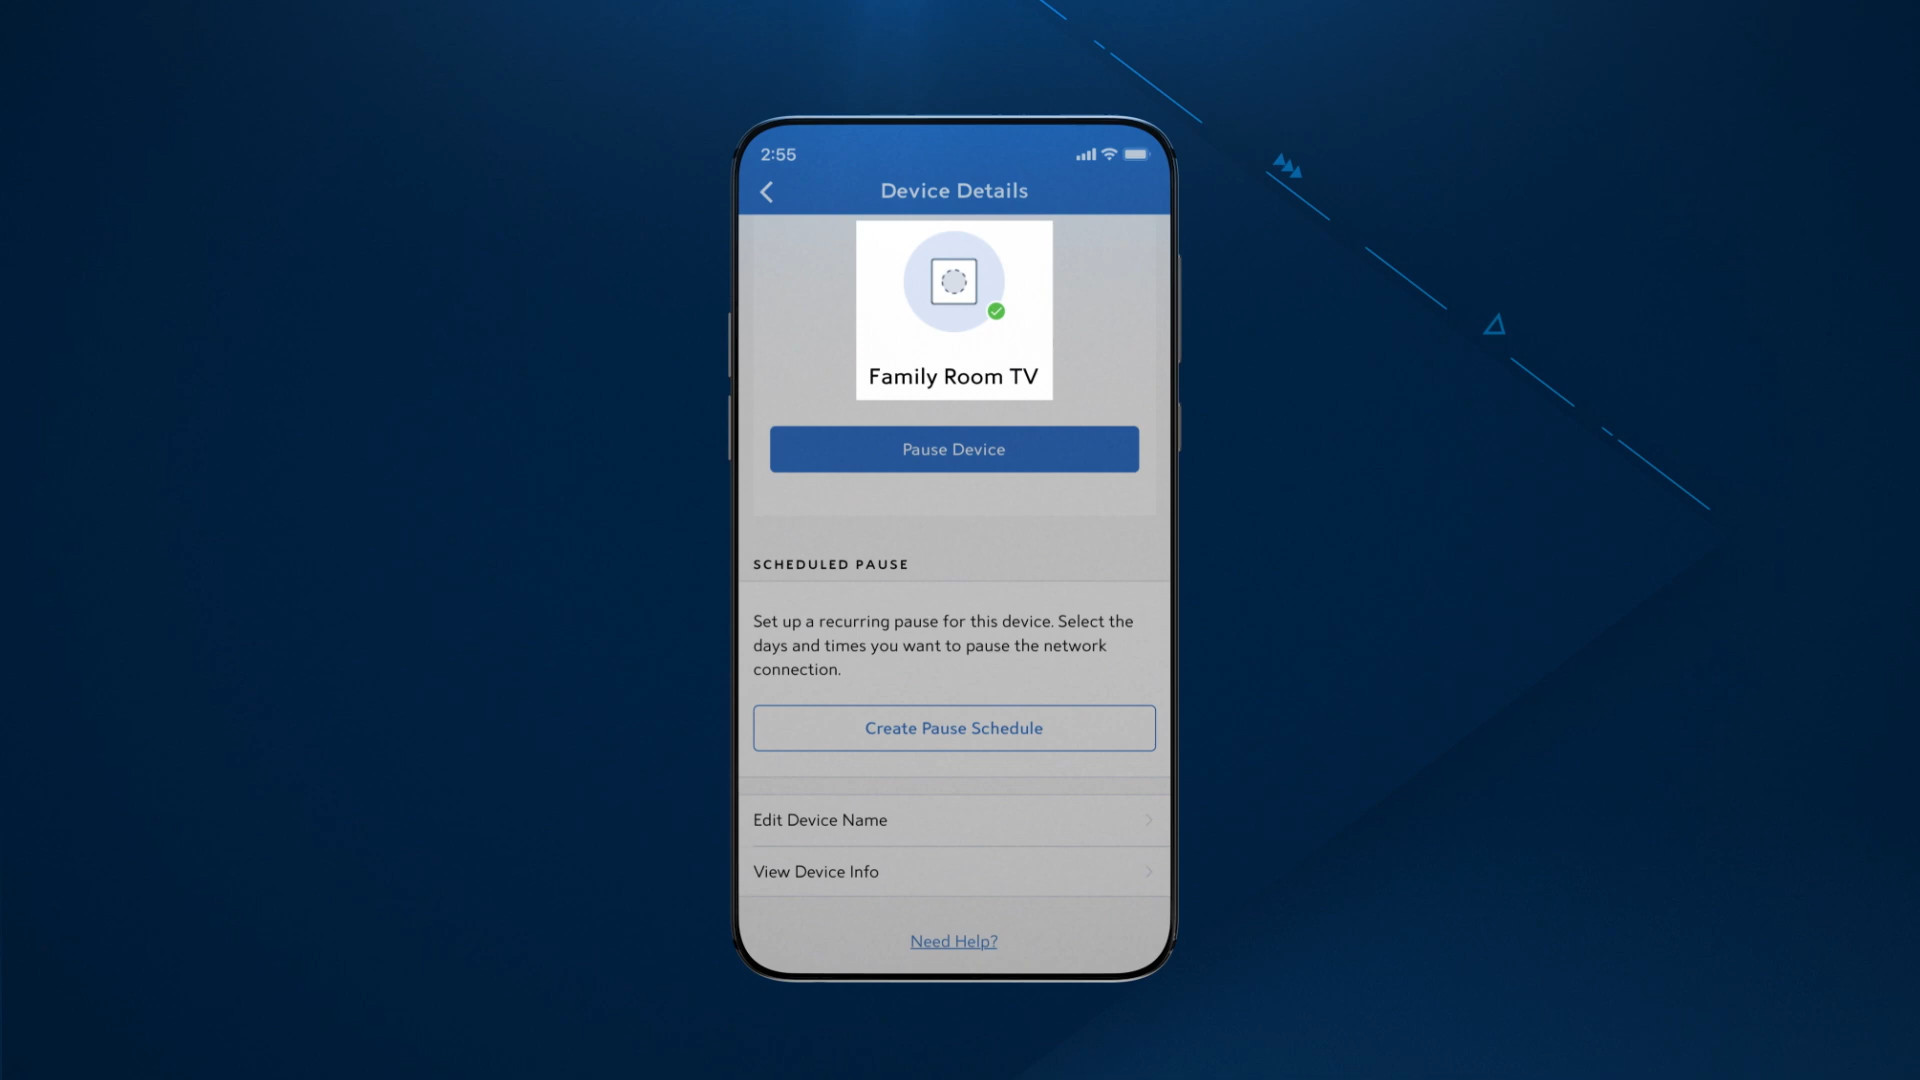 2:55
Device Details
Family Room TV
Pause Device
SCHEDULED PAUSE
Set up a recurring pause for this device. Select the
days and times you want to pause the network
connection.
Create Pause Schedule
Edit Device Name
View Device Info
Need Help?